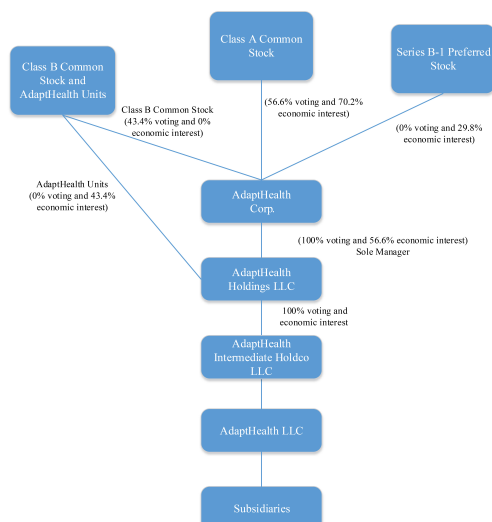 Class B Common
Stock and
AdaptHealth Units
Class A Common
Stock
Series B-1 Preferred
Stock
Class B Common Stock
(43.4% voting and 0%
economic interest)
(56.6% voting and 70.2%
economic interest)
(0% voting and 29.8%
economic interest)
AdaptHealth Units
(0% voting and 43.4%
economic interest)
AdaptHealth
Corp.
(100% voting and 56.6% economic interest)
Sole Manager
AdaptHealth
Holdings LLC
100% voting and
economic interest
AdaptHealth
Intermediate Holdco
LLC
AdaptHealth LLC
Subsidiaries